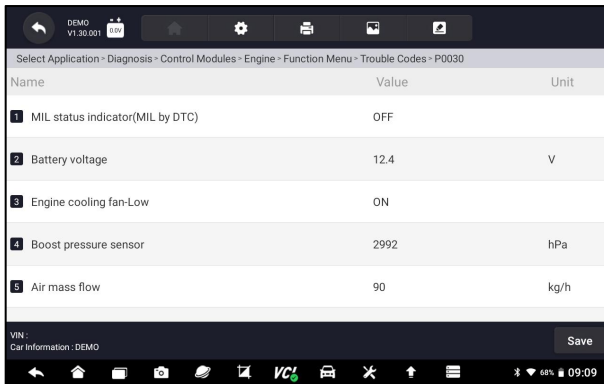 DEMO
V1.30.001 0.0V
Select Application > Diagnosis > Control Modules > Engine > Function Menu > Trouble Codes > P0030
Name Value Unit
1 MIL status indicator(MIL by DTC) OFF
2 Battery voltage 12.4 V
3 Engine cooling fan-Low ON
4 Boost pressure sensor 2992 hPa
5 Air mass flow 90 kg/h
VIN :
Car Information : DEMO
Save
VCI 68% 09:09